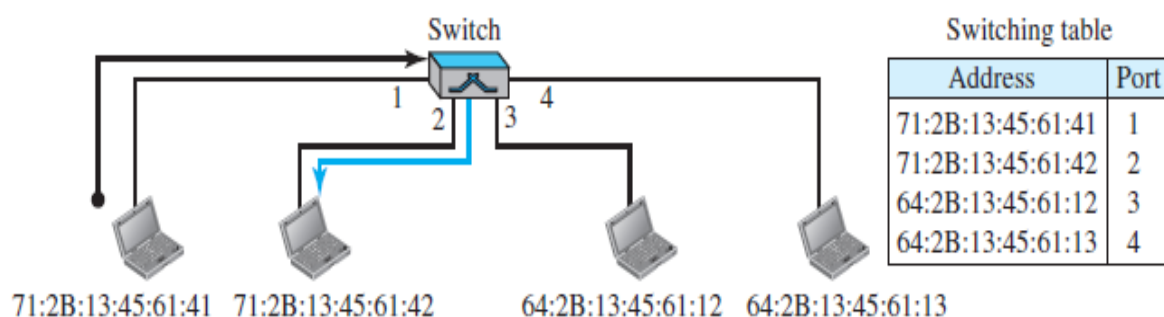 Switch
Switching table
Address Port
71:2B:13:45:61:41 1
71:2B:13:45:61:42 2
64:2B:13:45:61:12 3
64:2B:13:45:61:13 4
1
2
3
4
71:2B:13:45:61:41 71:2B:13:45:61:42 64:2B:13:45:61:12 64:2B:13:45:61:13